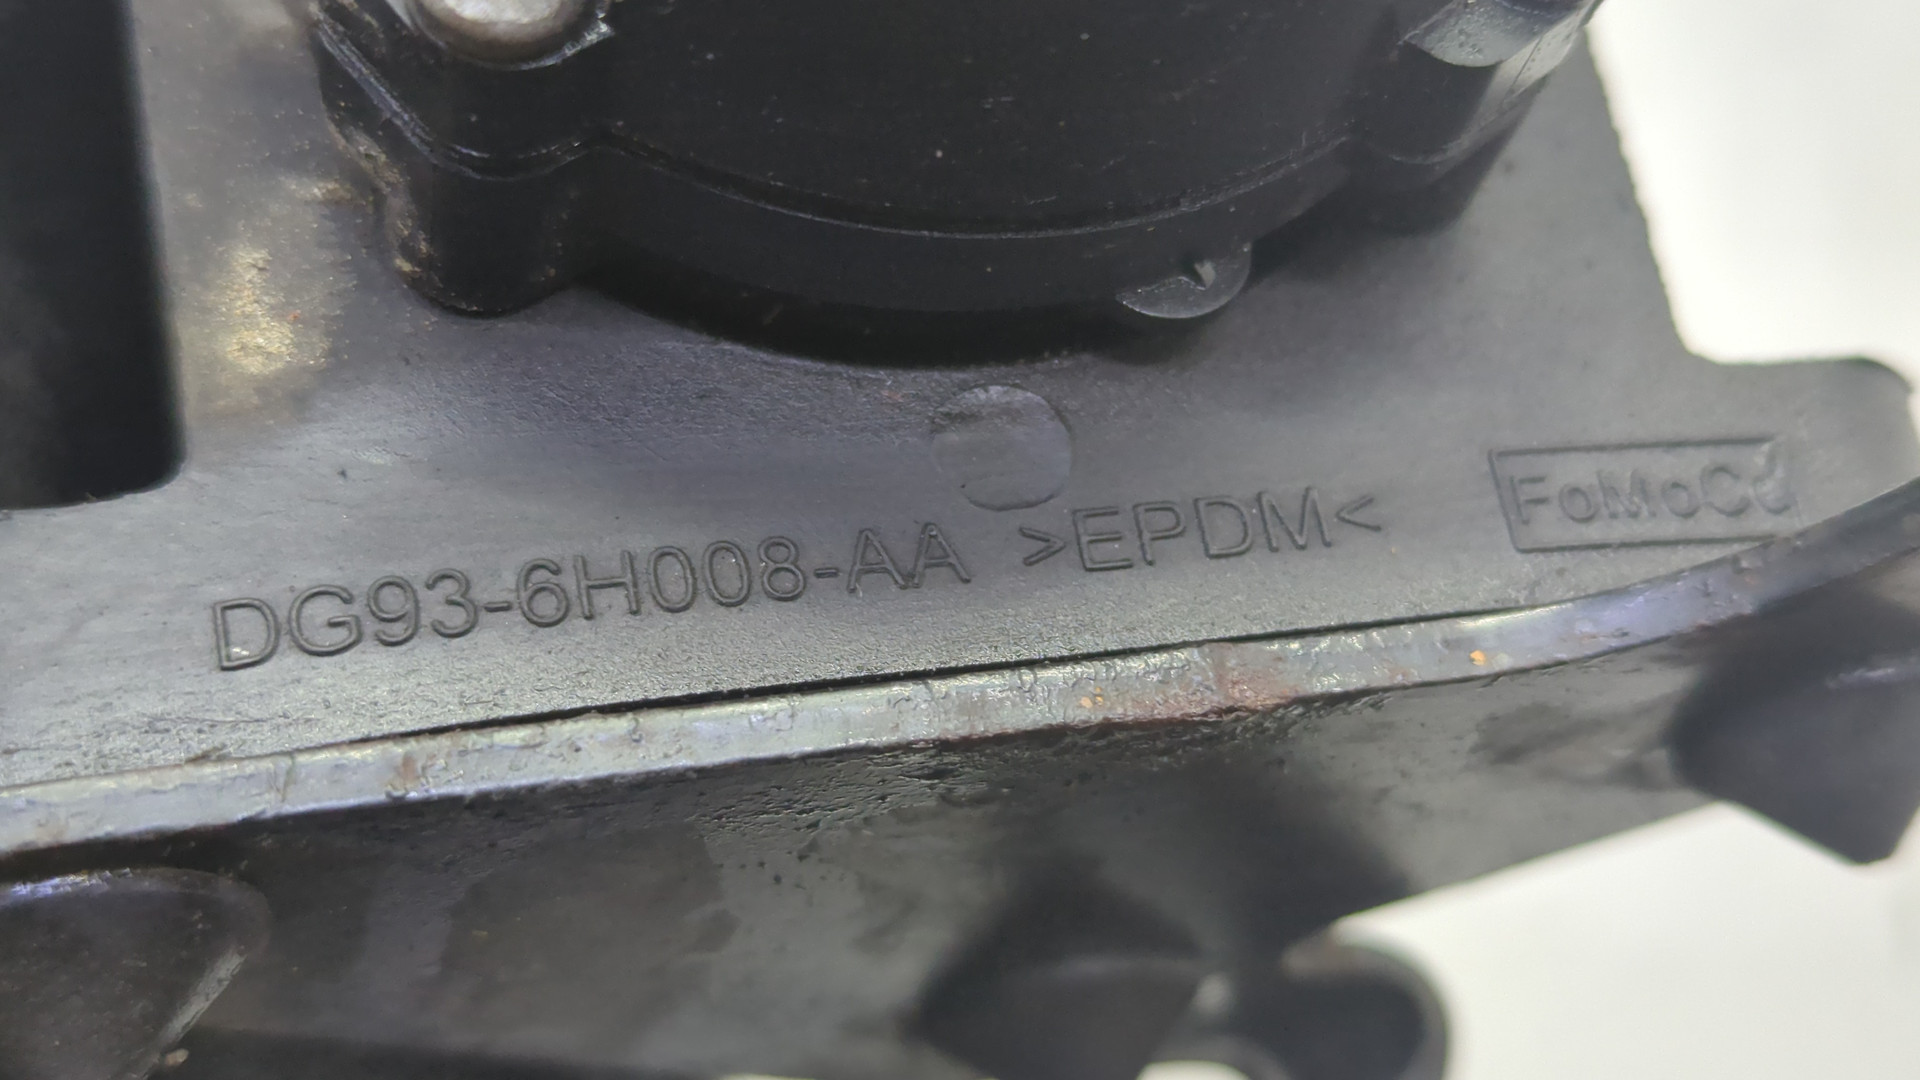 DG93-6H008-AA >EPDM< FoMoCo